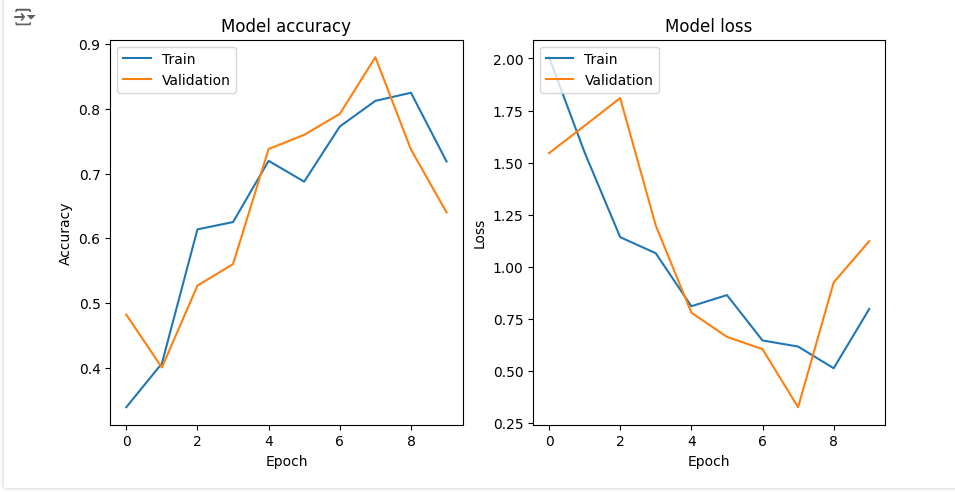 Model accuracy
Train
Validation
0.9
0.8
0.7
0.6
0.5
0.4
Accuracy
0 2 4 6 8
Epoch
Model loss
Train
Validation
2.00
1.75
1.50
1.25
1.00
0.75
0.50
0.25
Loss
0 2 4 6 8
Epoch